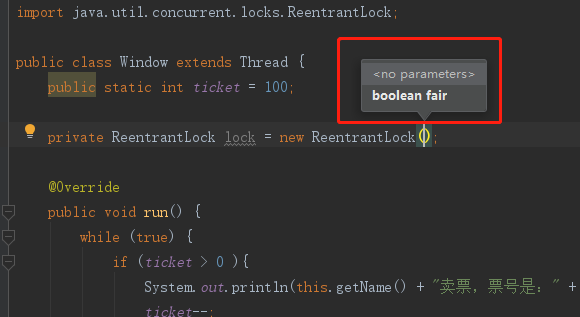 import java.util.concurrent.locks.ReentrantLock;
public class Window extends Thread {
<no parameters>
public static int ticket = 100;
boolean fair
private ReentrantLock lock = new ReentrantLock();
@Override
public void run() {
while (true) {
if (ticket > 0 ){
System.out.println(this.getName() + "卖票，票号是：" +
ticket--;